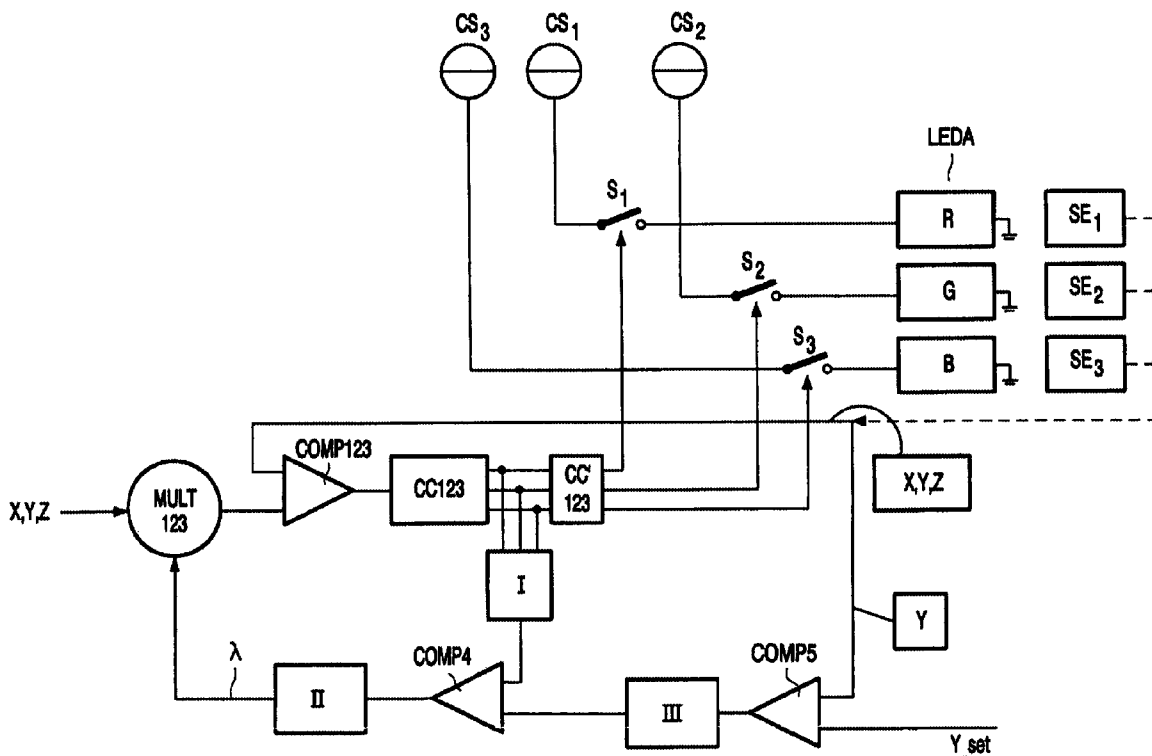 CS3 CS1 CS2
LEDA
S1
R SE1
S2
G SE2
S3
B SE3
COMP123
X,Y,Z
MULT
123
CC123
CC'
123
X,Y,Z
I
Y
λ
COMP4
COMP5
II
III
Y set